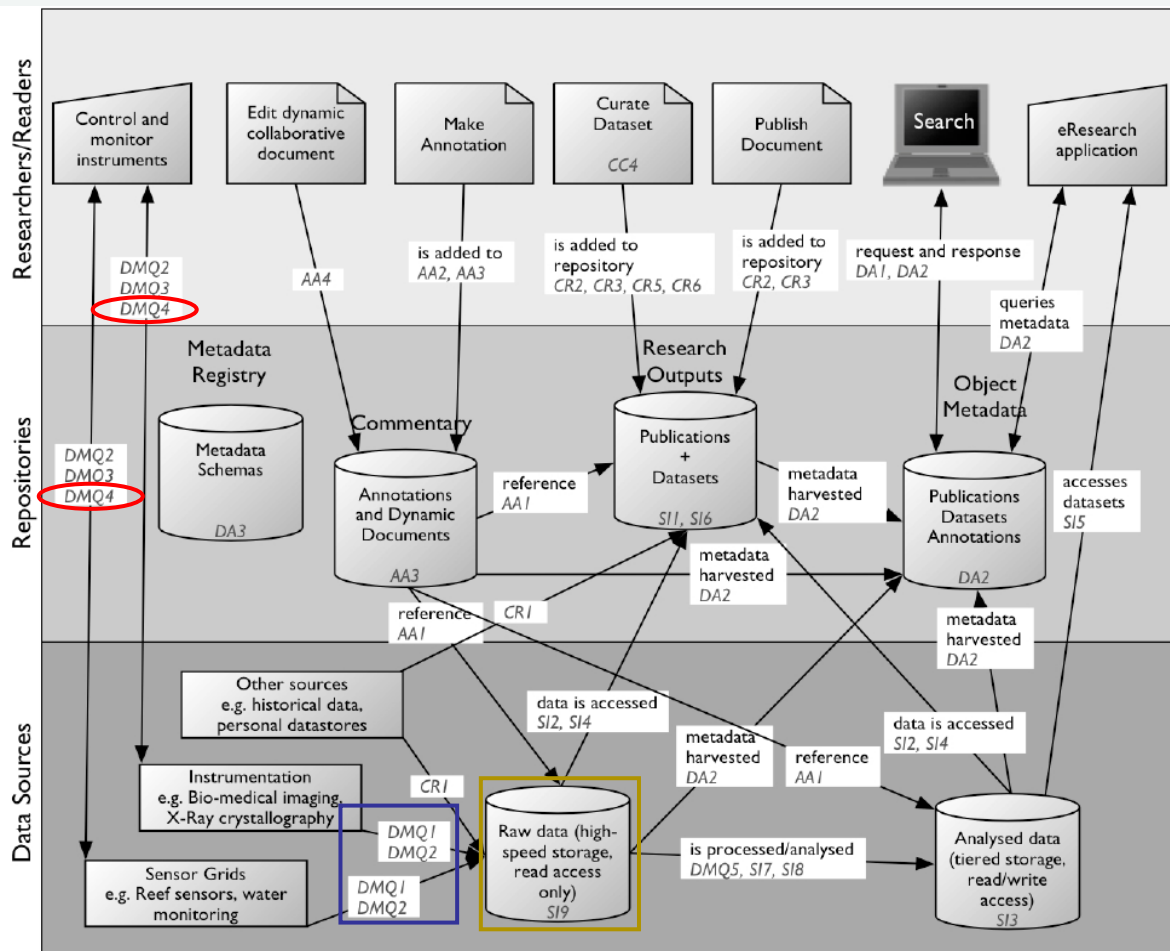 Researchers/Readers
Control and
monitor
instruments
Edit dynamic
collaborative
document
Make
Annotation
Curate
Dataset
CC4
Publish
Document
Search
eResearch
application
DMQ2
DMQ3
DMQ4
AA4
is added to
AA2, AA3
is added to
repository
CR2, CR3, CR5, CR6
is added to
repository
CR2, CR3
request and response
DA1, DA2
queries
metadata
DA2
Repositories
DMQ2
DMQ3
DMQ4
Metadata
Registry
Metadata
Schemas
DA3
Commentary
Annotations
and Dynamic
Documents
AA3
reference
AA1
Research
Outputs
Publications
+
Datasets
SI1, SI6
metadata
harvested
DA2
Object
Metadata
Publications
Datasets
Annotations
DA2
accesses
datasets
SI5
metadata
harvested
DA2
reference
AA1
CR1
metadata
harvested
DA2
Data Sources
Other sources
e.g. historical data,
personal datastores
data is accessed
SI2, SI4
metadata
harvested
DA2
data is accessed
SI2, SI4
reference
AA1
Instrumentation
e.g. Bio-medical imaging,
X-Ray crystallography
CR1
DMQ1
DMQ2
Sensor Grids
e.g. Reef sensors, water
monitoring
DMQ1
DMQ2
Raw data (high-
speed storage,
read access
only)
SI9
is processed/analysed
DMQ5, SI7, SI8
Analysed data
(tiered storage,
read/write
access)
SI3